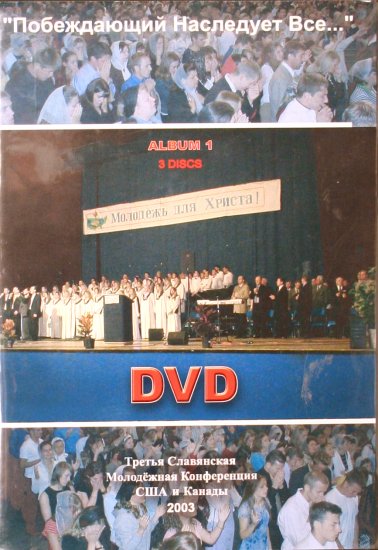 "Побеждающий Наследует Все..."
ALBUM 1
3 DISCS
Молодежь для Христа!
DVD
Третья Славянская
Молодёжная Конференция
США и Канады
2003